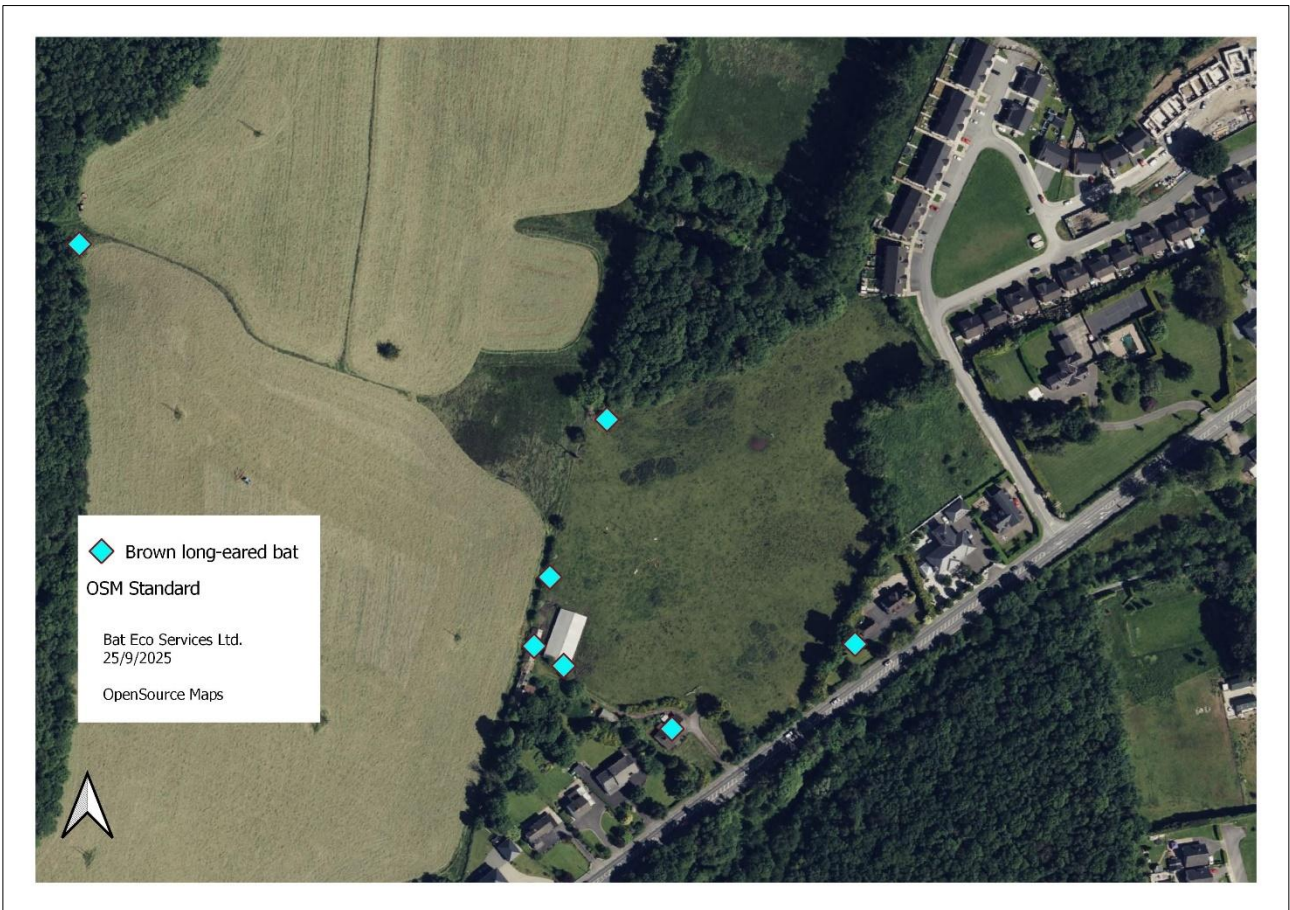 Brown long-eared bat
OSM Standard
Bat Eco Services Ltd.
25/9/2025
OpenSource Maps